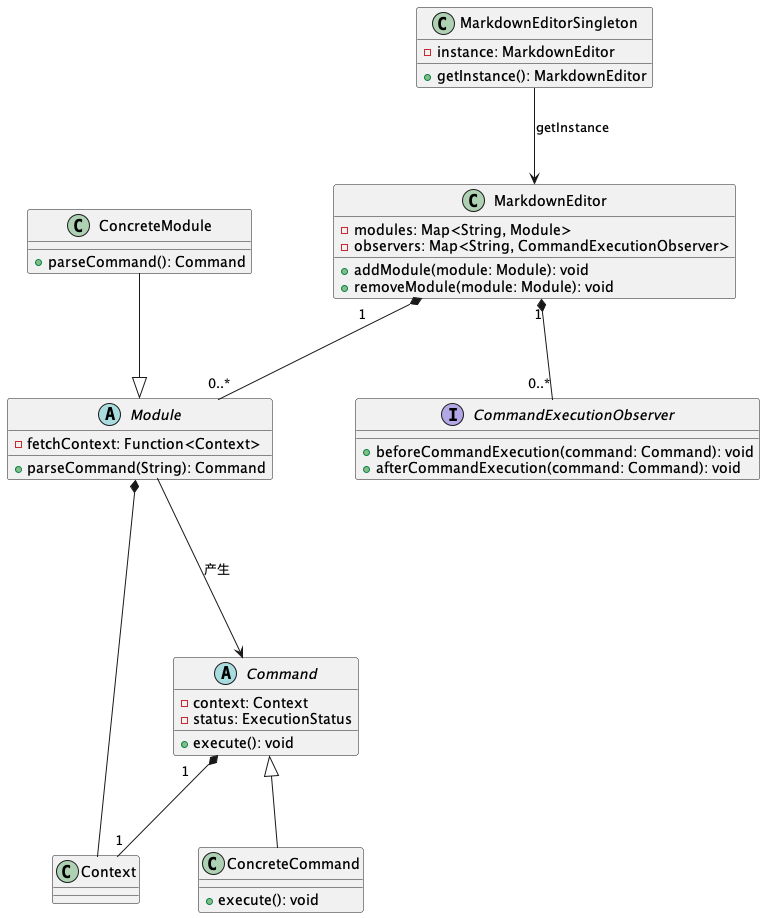 C MarkdownEditorSingleton
instance: MarkdownEditor
getInstance(): MarkdownEditor
getInstance
C MarkdownEditor
modules: Map<String, Module>
observers: Map<String, CommandExecutionObserver>
addModule(module: Module): void
removeModule(module: Module): void
C ConcreteModule
parseCommand(): Command
1
1
0..*
0..*
A Module
fetchContext: Function<Context>
parseCommand(String): Command
I CommandExecutionObserver
beforeCommandExecution(command: Command): void
afterCommandExecution(command: Command): void
产生
A Command
context: Context
status: ExecutionStatus
execute(): void
1
1
C Context
C ConcreteCommand
execute(): void